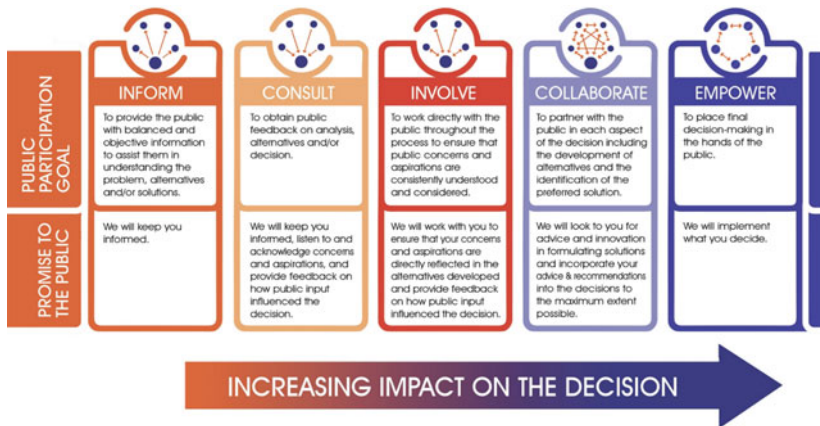 INFORM
CONSULT
INVOLVE
COLLABORATE
EMPOWER
PUBLIC
PARTICIPATION
GOAL
To provide the public
with balanced and
objective information
to assist them in
understanding the
problem, alternatives
and/or solutions.
To obtain public
feedback on analysis,
alternatives and/or
decision.
To work directly with the
public throughout the
process to ensure that
public concerns and
aspirations are
consistently understood
and considered.
To partner with the
public in each aspect
of the decision including
the development of
alternatives and the
identification of the
preferred solution.
To place final
decision-making in
the hands of the
public.
PROMISE TO
THE PUBLIC
We will keep you
informed.
We will keep you
informed, listen to and
acknowledge concerns
and aspirations, and
provide feedback on
how public input
influenced the
decision.
We will work with you to
ensure that your concerns
and aspirations are
directly reflected in the
alternatives developed
and provide feedback
on how public input
influenced the decision.
We will look to you for
advice and innovation
in formulating solutions
and incorporate your
advice & recommendations
into the decisions to
the maximum extent
possible.
We will implement
what you decide.
INCREASING IMPACT ON THE DECISION